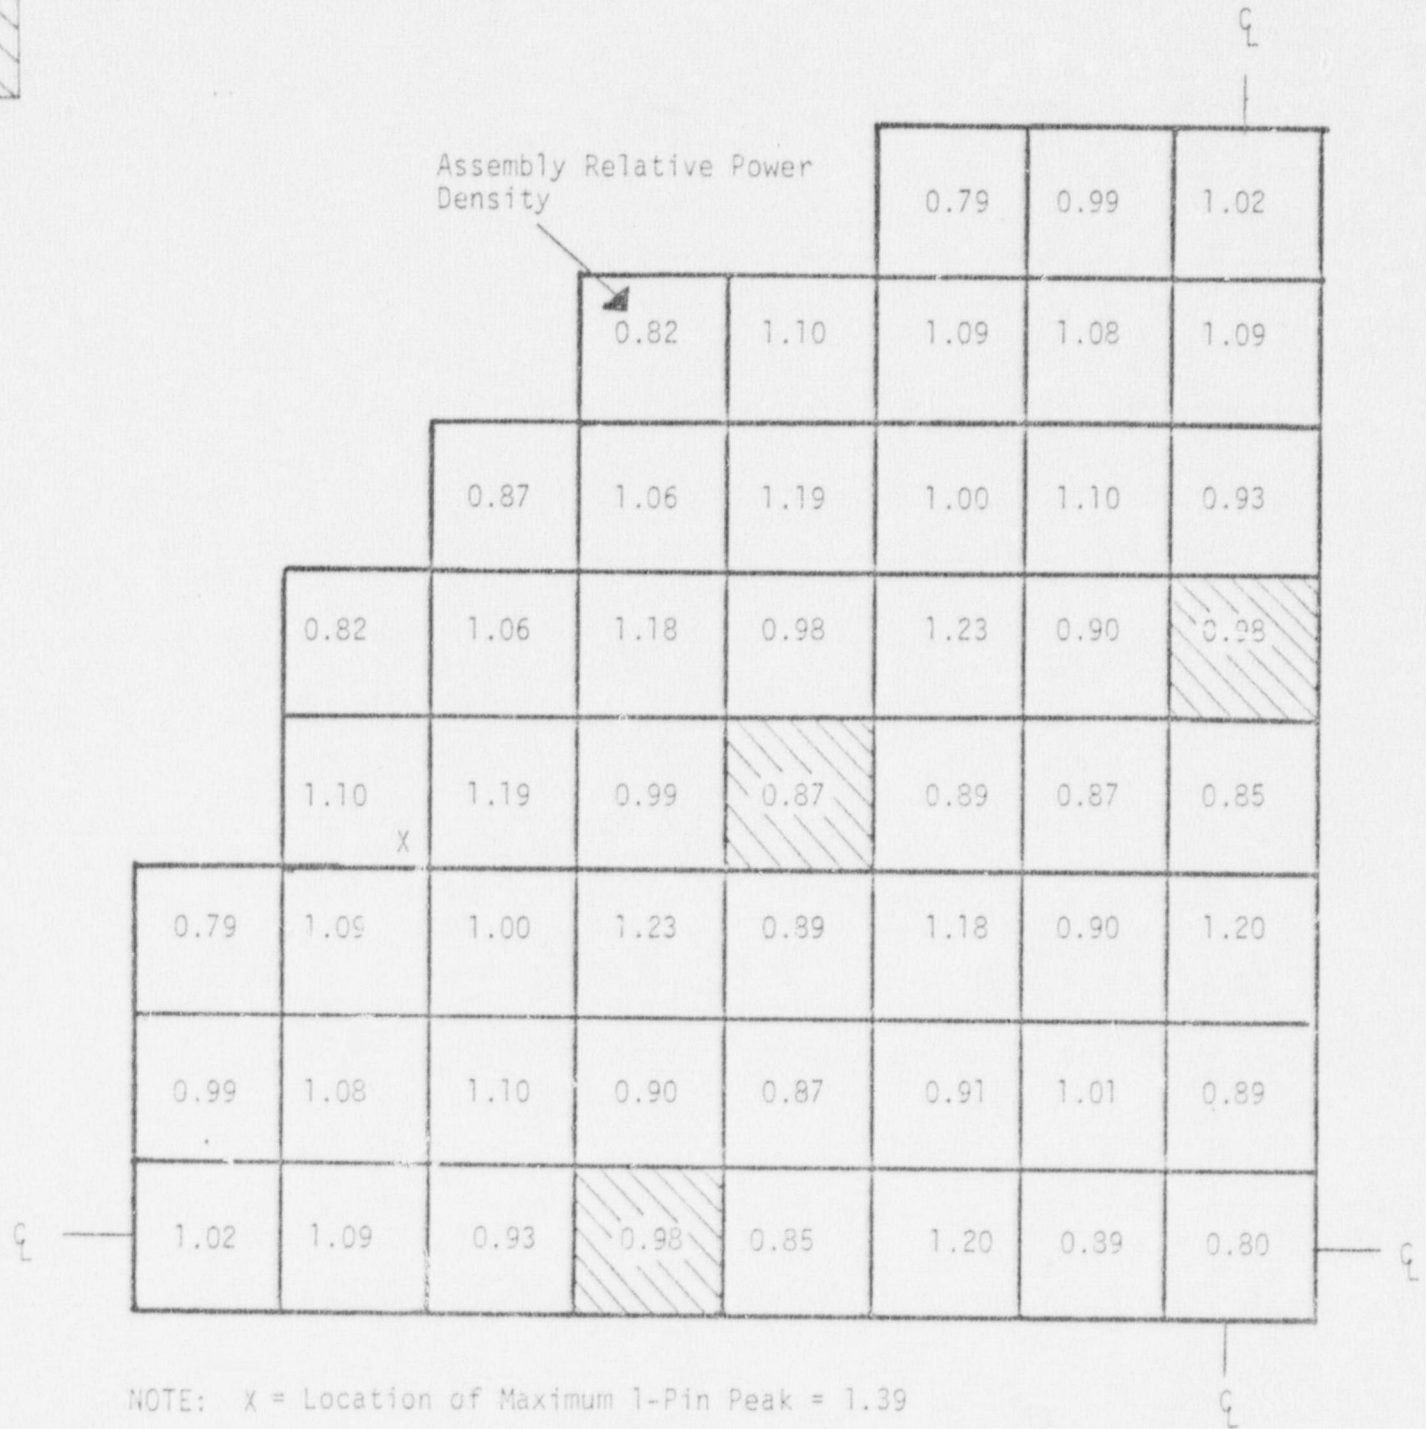 ℄
Assembly Relative Power
Density
0.79 0.99 1.02
0.82 1.10 1.09 1.08 1.09
0.87 1.06 1.19 1.00 1.10 0.93
0.82 1.06 1.18 0.98 1.23 0.90 0.98
1.10 1.19 0.99 0.87 0.89 0.87 0.85
X
0.79 1.09 1.00 1.23 0.89 1.18 0.90 1.20
0.99 1.08 1.10 0.90 0.87 0.91 1.01 0.89
℄ 1.02 1.09 0.93 0.98 0.85 1.20 0.89 0.80 ℄
NOTE: X = Location of Maximum 1-Pin Peak = 1.39
℄